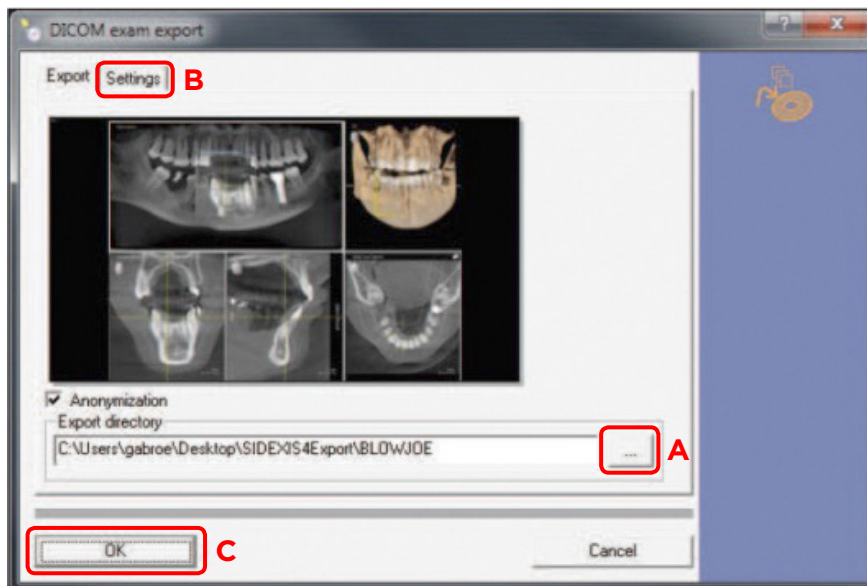 DICOM exam export
Export Settings B
Anonymization
Export directory
C:\Users\gabroe\Desktop\SIDEXIS4Export\BLOWJOE ... A
OK C Cancel